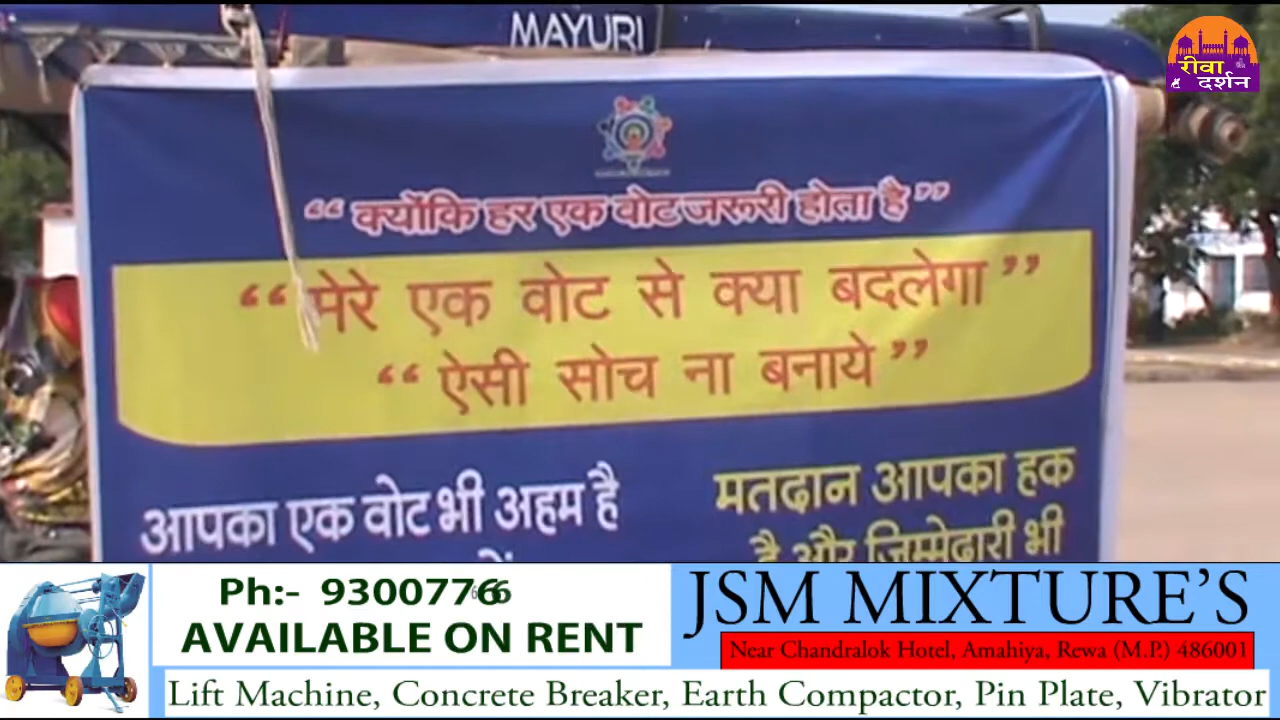 MAYURI
रीवा
दर्शन
“ क्योंकि हर एक वोट जरूरी होता है ”
“ मेरे एक वोट से क्या बदलेगा ”
“ ऐसी सोच ना बनाये ”
आपका एक वोट भी अहम है
मतदान आपका हक
है और जिम्मेदारी भी
Ph:- 9300776
AVAILABLE ON RENT
JSM MIXTURE'S
Near Chandralok Hotel, Amahiya, Rewa (M.P.) 486001
Lift Machine, Concrete Breaker, Earth Compactor, Pin Plate, Vibrator